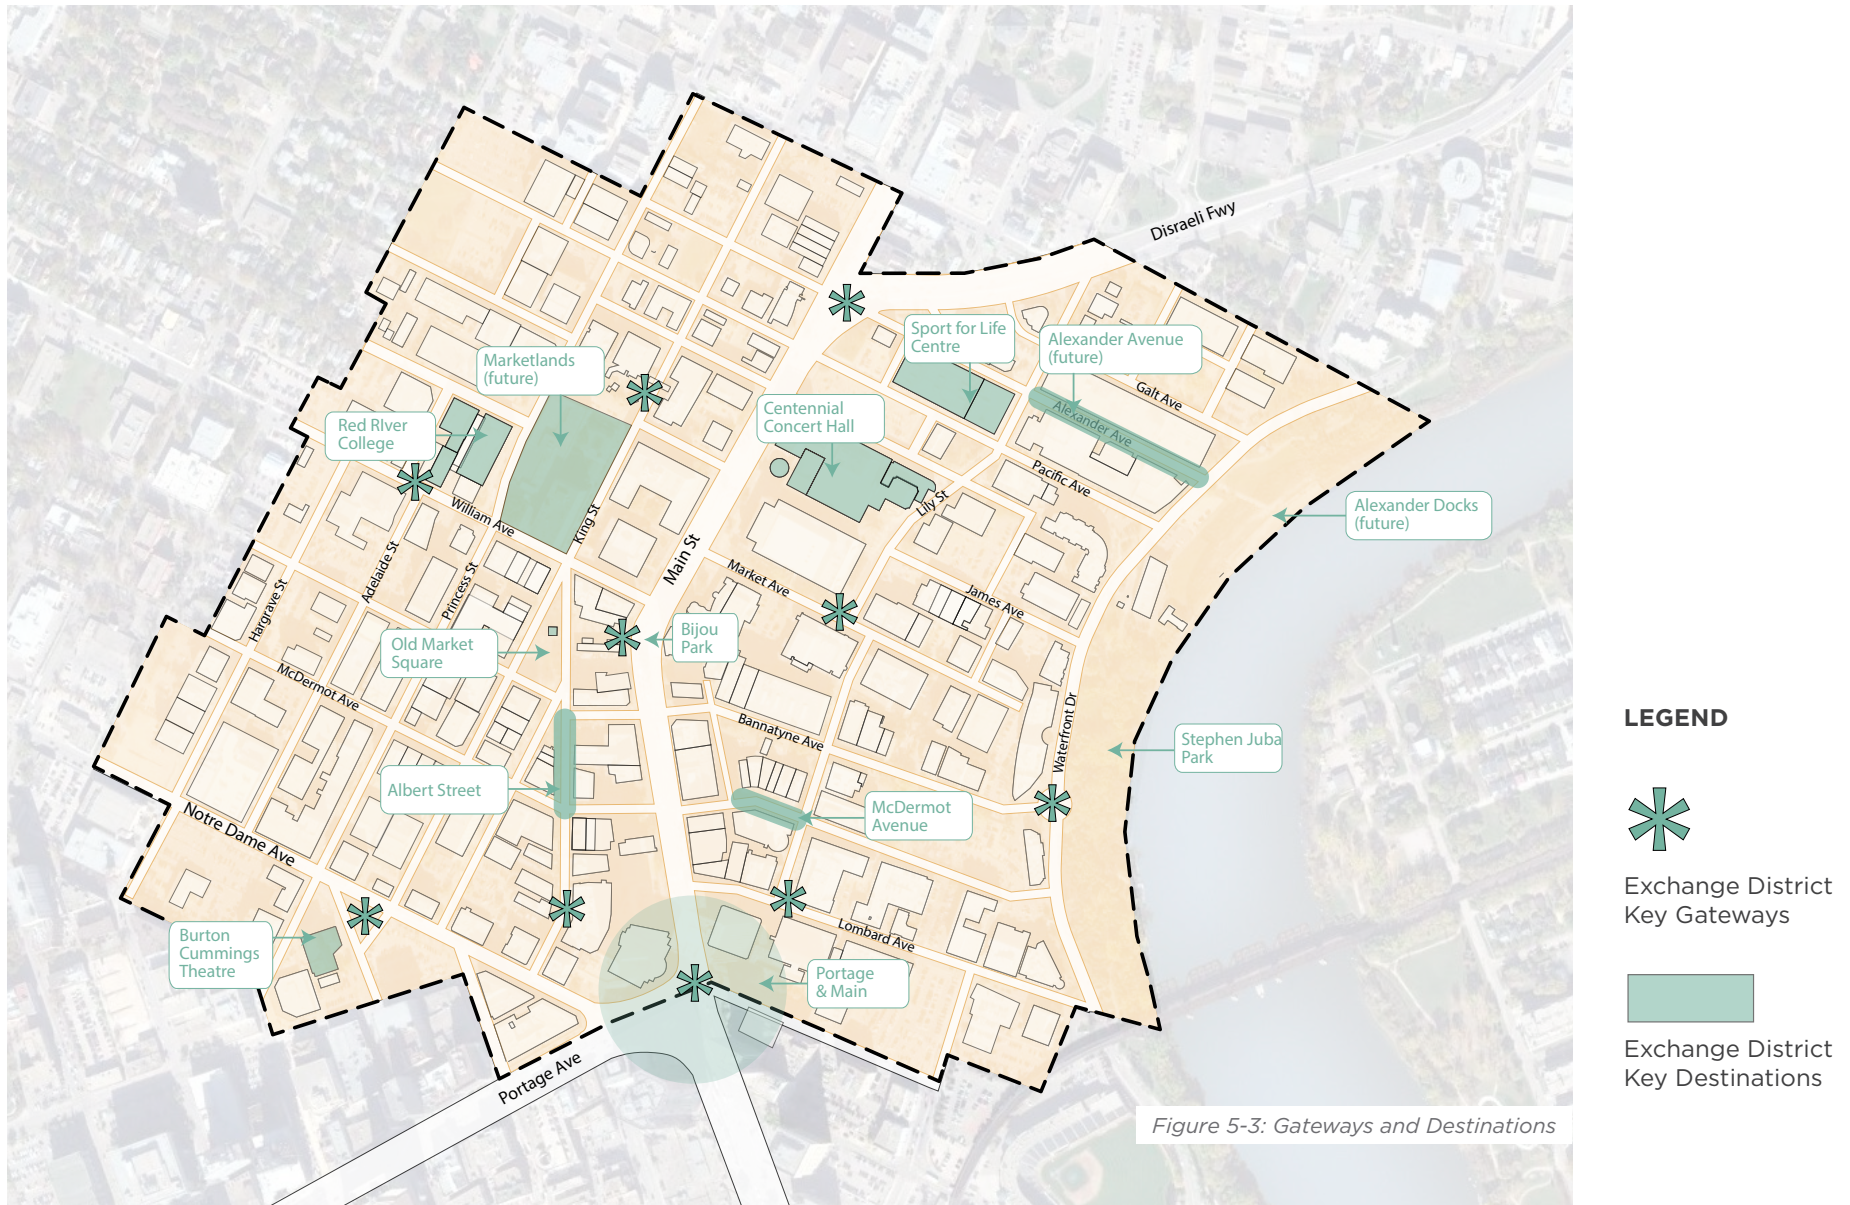 Disraeli Fwy
Sport for Life
Centre
Alexander Avenue
(future)
Marketlands
(future)
Galt Ave
Alexander Ave
Centennial
Concert Hall
Red RIver
College
Pacific Ave
Lily St
Alexander Docks
(future)
William Ave
King St
Main St
Adelaide St
Princess St
Hargrave St
Market Ave
James Ave
Old Market
Square
Bijou
Park
McDermot Ave
Bannatyne Ave
Waterfront Dr
Stephen Juba
Park
Albert Street
McDermot
Avenue
Notre Dame Ave
Burton
Cummings
Theatre
Lombard Ave
Portage
& Main
Portage Ave
Figure 5-3: Gateways and Destinations
LEGEND
Exchange District
Key Gateways
Exchange District
Key Destinations